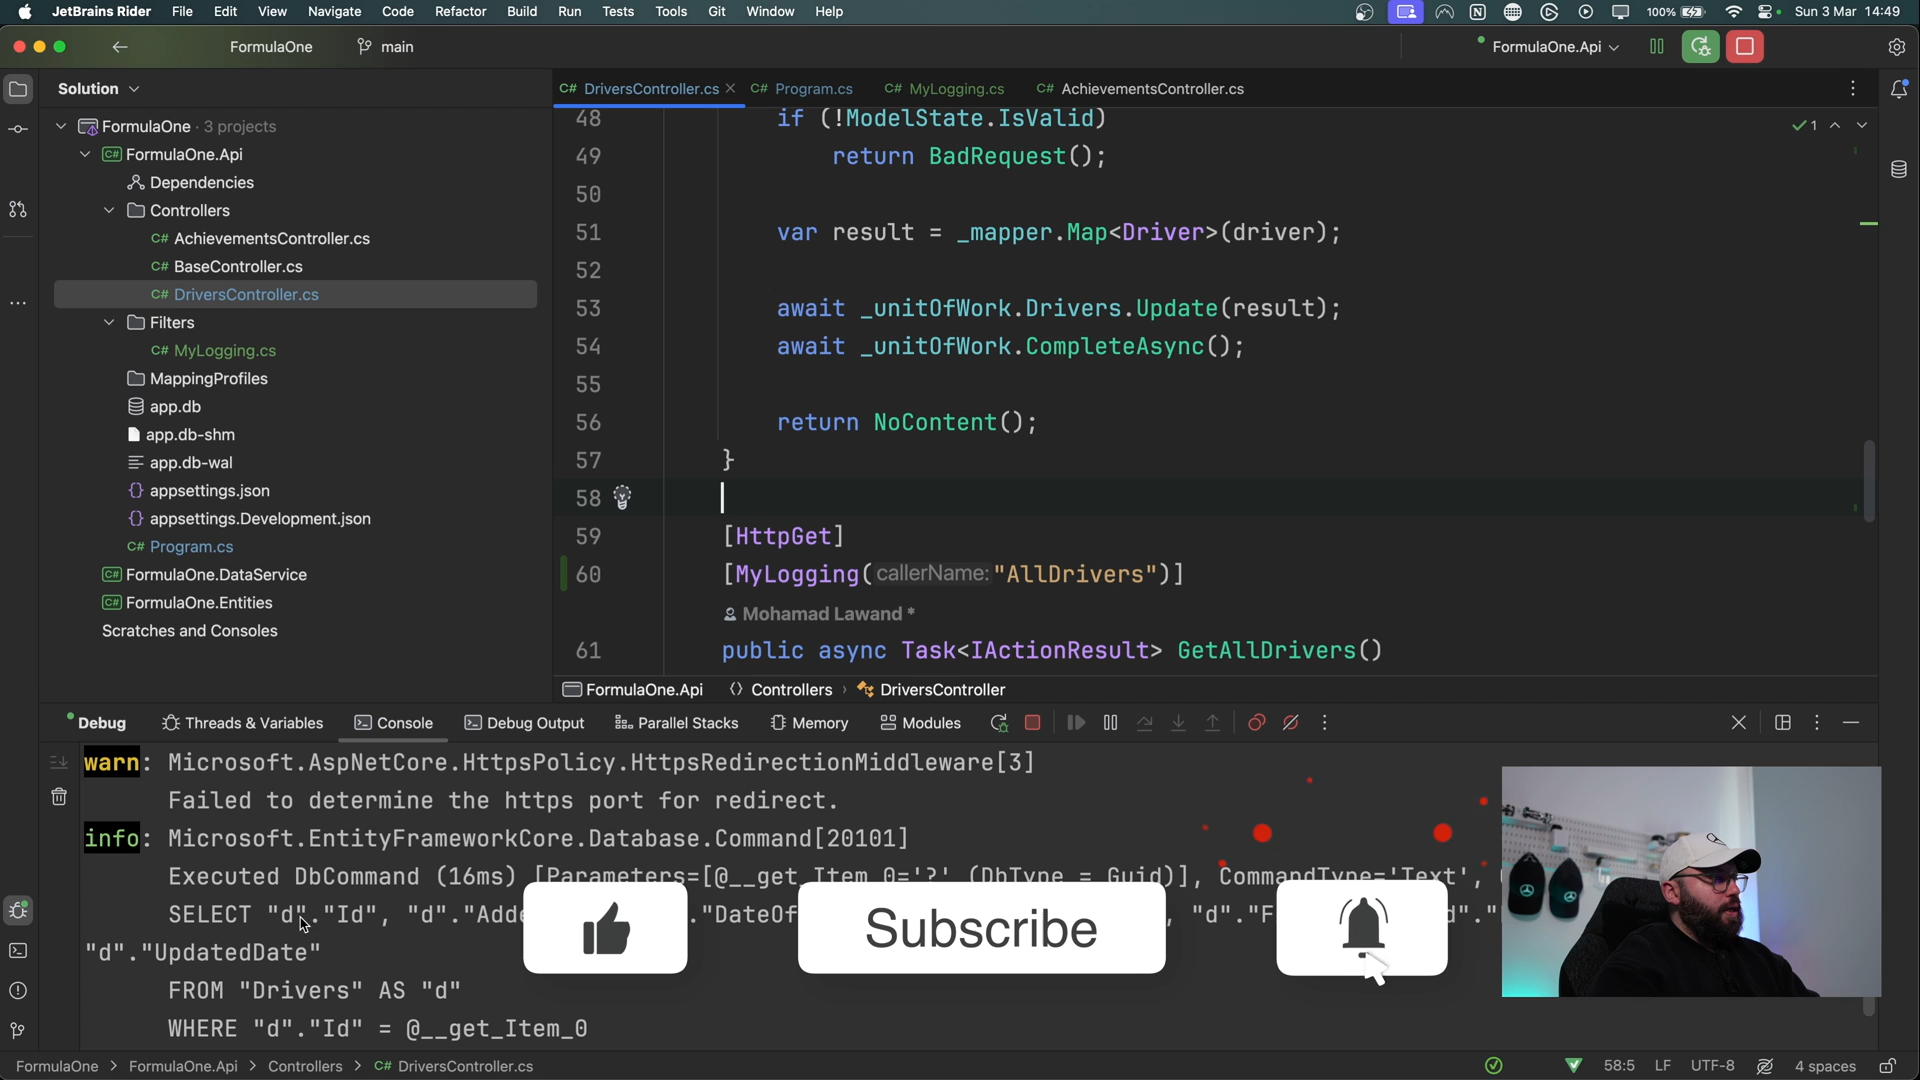 JetBrains Rider File Edit View Navigate Code Refactor Build Run Tests Tools Git Window Help 100% Sun 3 Mar 14:49
FormulaOne main FormulaOne.Api
Solution
FormulaOne · 3 projects
FormulaOne.Api
Dependencies
Controllers
C# AchievementsController.cs
C# BaseController.cs
C# DriversController.cs
Filters
C# MyLogging.cs
MappingProfiles
app.db
app.db-shm
app.db-wal
{} appsettings.json
{} appsettings.Development.json
C# Program.cs
C# FormulaOne.DataService
C# FormulaOne.Entities
Scratches and Consoles
C# DriversController.cs C# Program.cs C# MyLogging.cs C# AchievementsController.cs
1
48 if (!ModelState.IsValid)
49 return BadRequest();
50
51 var result = _mapper.Map<Driver>(driver);
52
53 await _unitOfWork.Drivers.Update(result);
54 await _unitOfWork.CompleteAsync();
55
56 return NoContent();
57 }
58
59 [HttpGet]
60 [MyLogging(callerName:"AllDrivers")]
Mohamad Lawand *
61 public async Task<IActionResult> GetAllDrivers()
FormulaOne.Api Controllers › DriversController
Debug Threads & Variables Console Debug Output Parallel Stacks Memory Modules
warn: Microsoft.AspNetCore.HttpsPolicy.HttpsRedirectionMiddleware[3]
Failed to determine the https port for redirect.
info: Microsoft.EntityFrameworkCore.Database.Command[20101]
Executed DbCommand (16ms) [Parameters=[@__get_Item_0='?' (DbType = Guid)], CommandType='Text',
SELECT "d"."Id", "d"."Adde ."DateOf , "d"."F d"."
"d"."UpdatedDate"
FROM "Drivers" AS "d"
WHERE "d"."Id" = @__get_Item_0
Subscribe
FormulaOne > FormulaOne.Api > Controllers > C# DriversController.cs 58:5 LF UTF-8 4 spaces